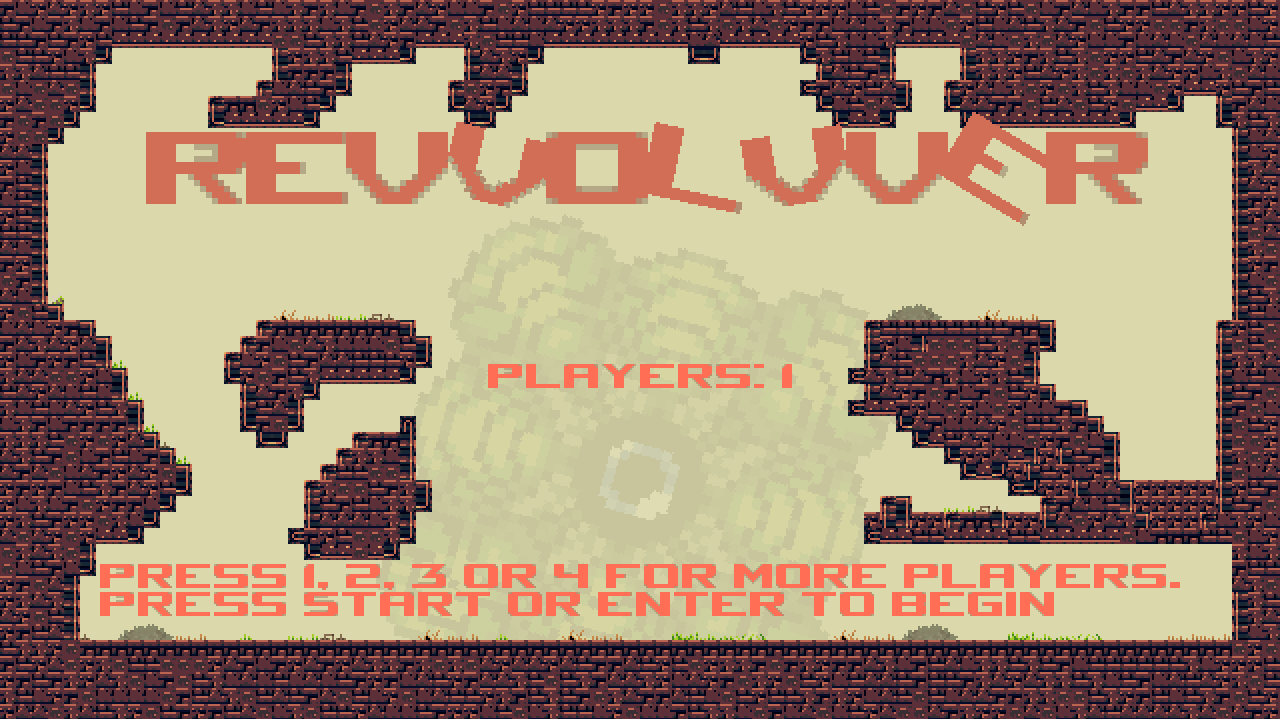 REVVOLVVER
PLAYERS: 1
PRESS 1, 2, 3 OR 4 FOR MORE PLAYERS.
PRESS START OR ENTER TO BEGIN